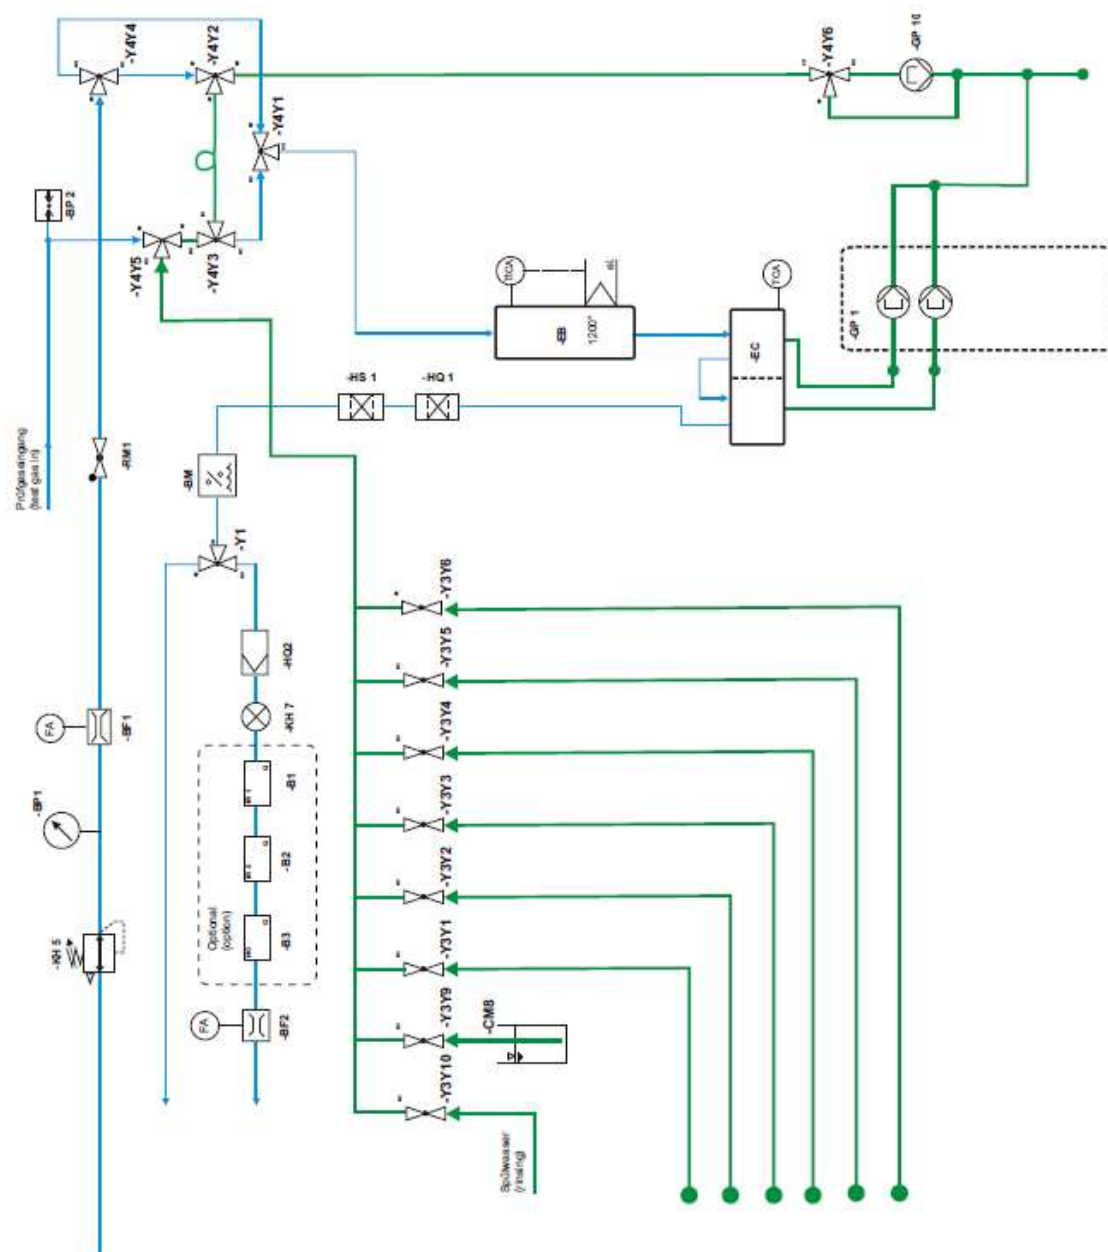 -Y4Y4
-Y4Y2
-Y4Y1
-Y4Y6
-GP 10
-BP 2
-Y4Y5
-Y4Y3
-EB
1200°
-EC
TCA
-GP 1
-HS 1
-HQ 1
Prüfgaseingang
(test gas in)
-RM1
-BM
%
-Y1
FA
-BF1
-HQ2
-KH 7
-BP1
Optional
(option)
-B1
-B2
-B3
-KH 5
FA
-BF2
-Y3Y6
-Y3Y5
-Y3Y4
-Y3Y3
-Y3Y2
-Y3Y1
-Y3Y9
-Y3Y10
-CM8
Spülwasser
(rinsing)